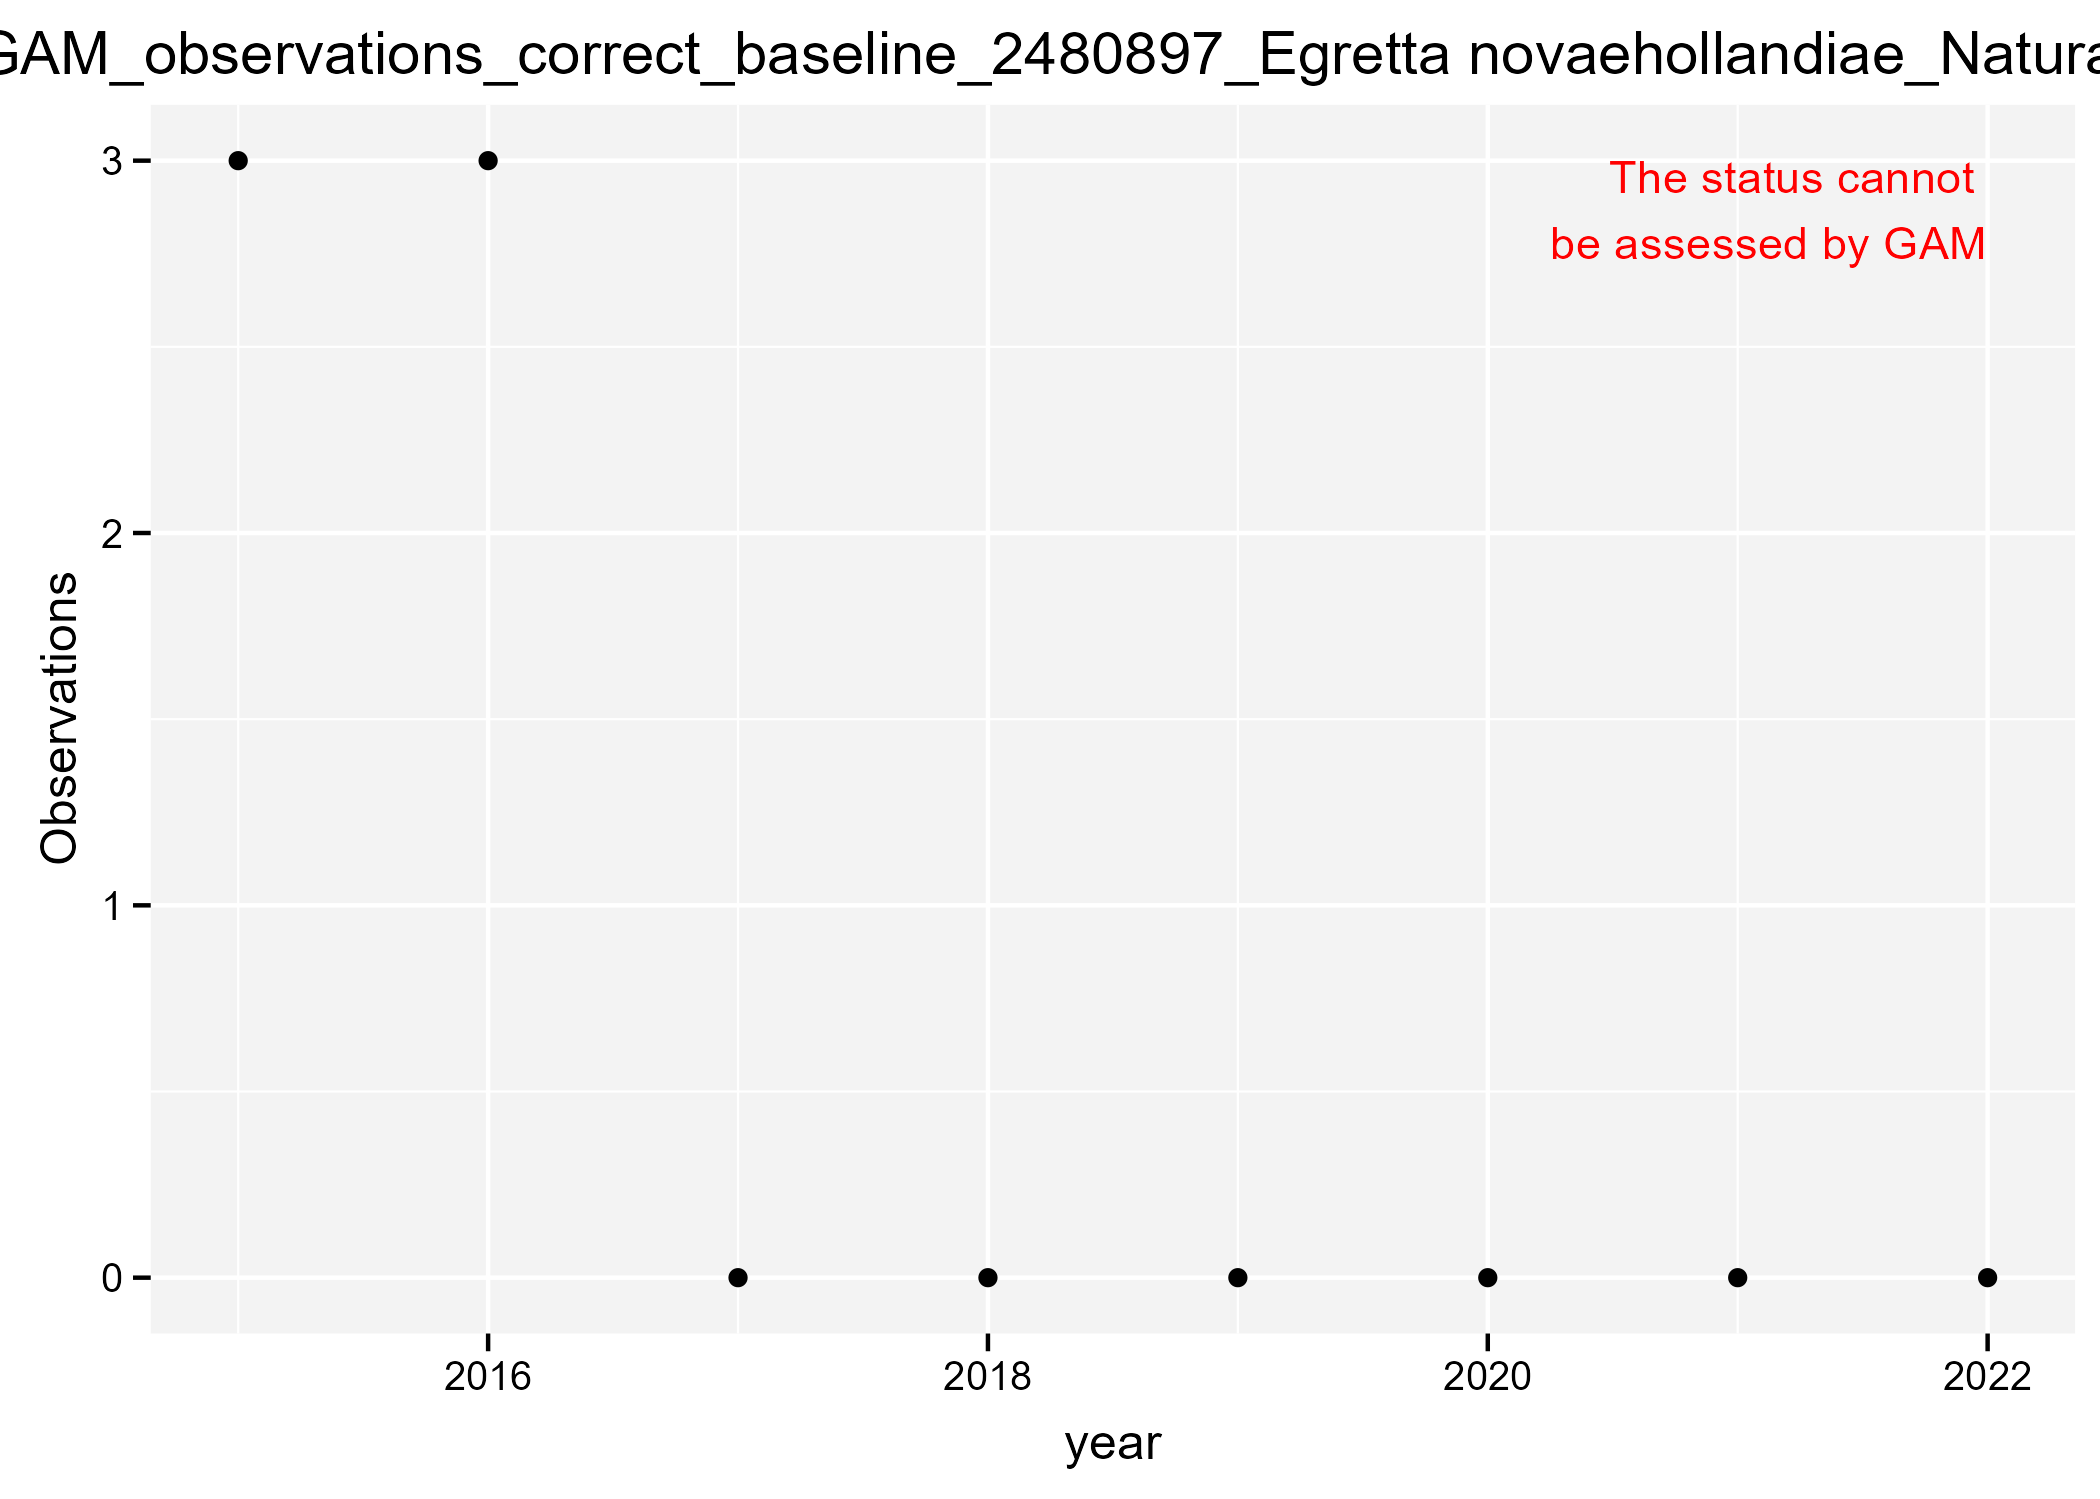 GAM_observations_correct_baseline_2480897_Egretta novaehollandiae_Natura
3
The status cannot
be assessed by GAM
2
Observations
1
0
2016 2018 2020 2022
year